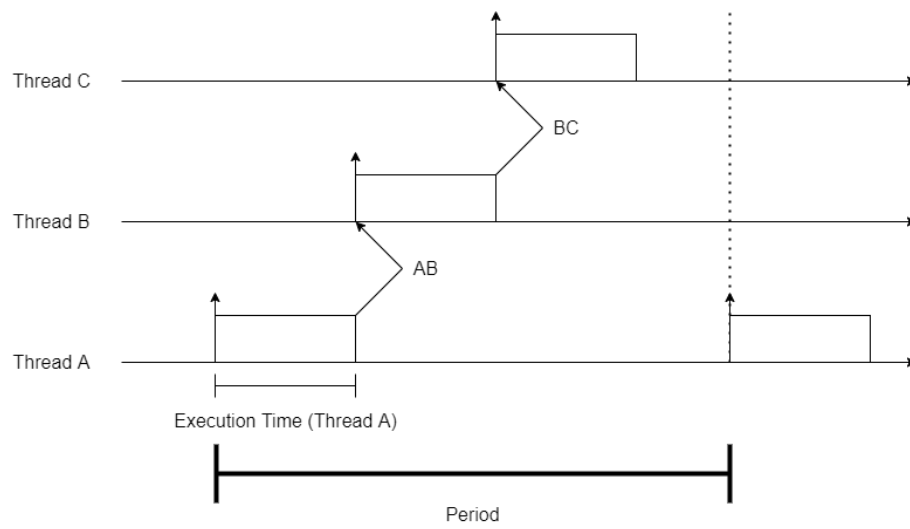 Thread C
BC
Thread B
AB
Thread A
Execution Time (Thread A)
Period